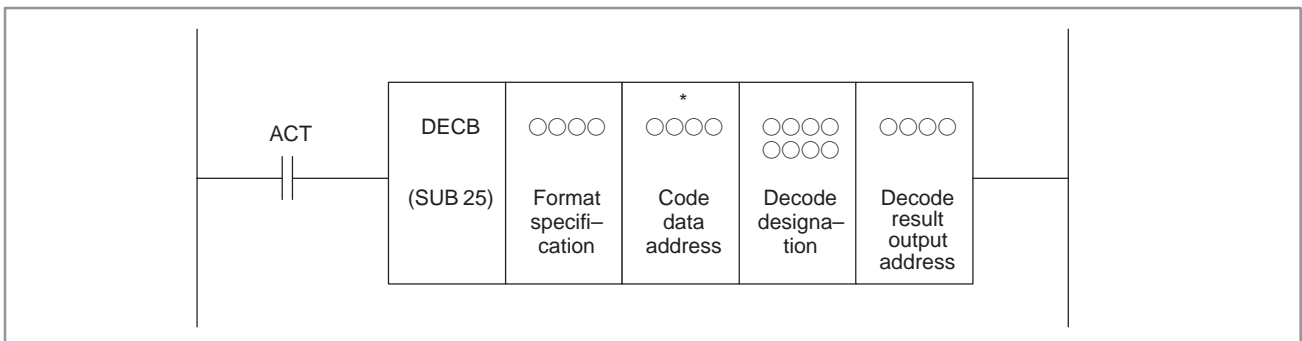 ACT
DECB
(SUB 25)
○○○○
Format
specifi–
cation
*
○○○○
Code
data
address
○○○○
○○○○
Decode
designa–
tion
○○○○
Decode
result
output
address